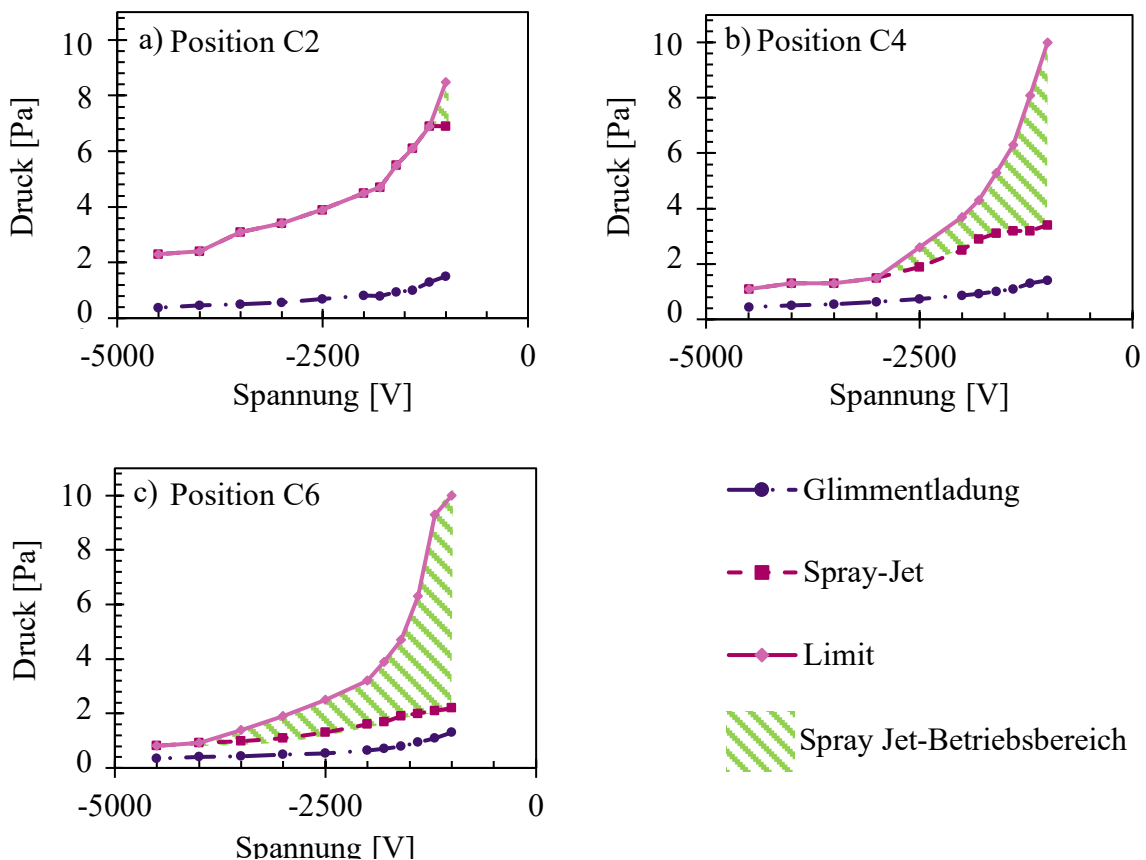 a) Position C2
10
8
6
4
2
0
Druck [Pa]
-5000
-2500
0
Spannung [V]
b) Position C4
10
8
6
4
2
0
Druck [Pa]
-5000
-2500
0
Spannung [V]
c) Position C6
10
8
6
4
2
0
Druck [Pa]
-5000
-2500
0
Spannung [V]
Glimmentladung
Spray-Jet
Limit
Spray Jet-Betriebsbereich